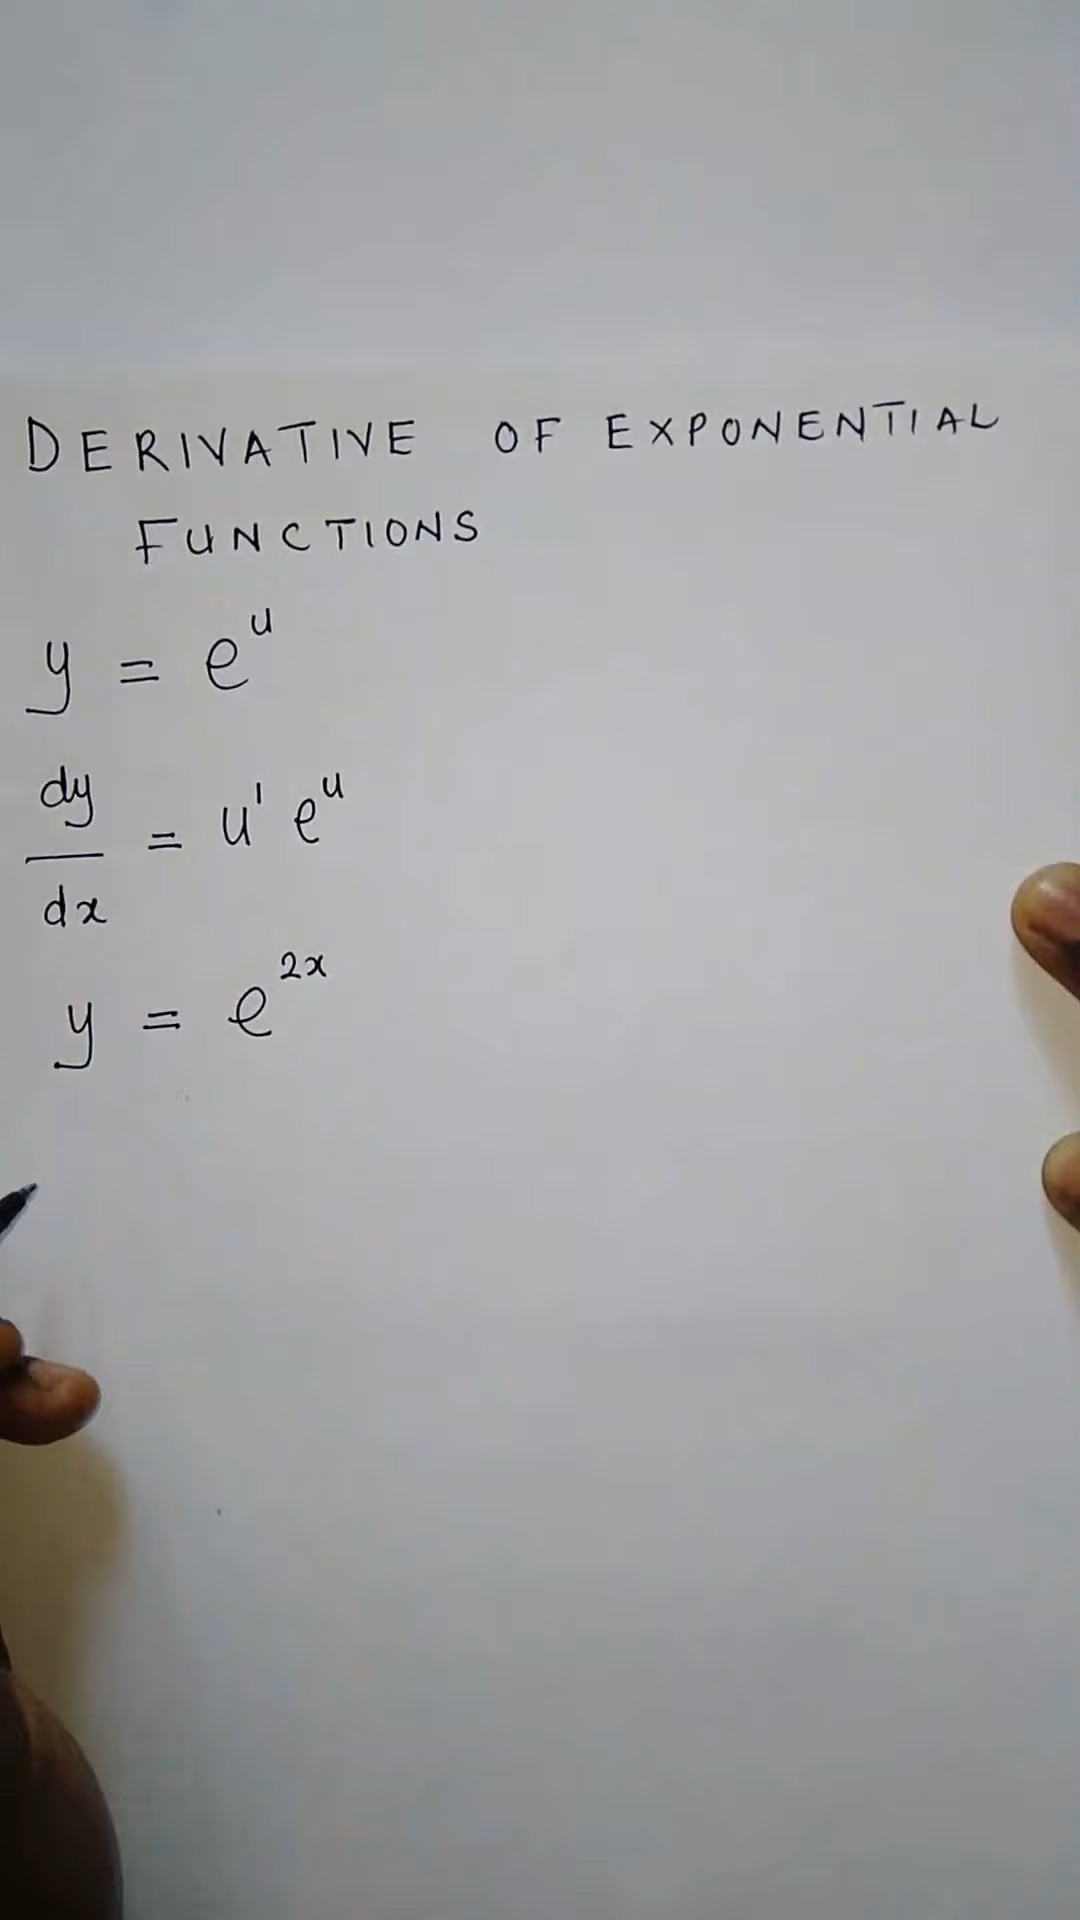 DERIVATIVE OF EXPONENTIAL
FUNCTIONS
y = e^u
dy/dx = u' e^u
y = e^2x